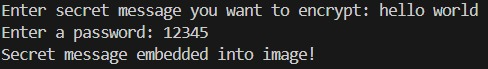 Enter secret message you want to encrypt: hello world
Enter a password: 12345
Secret message embedded into image!